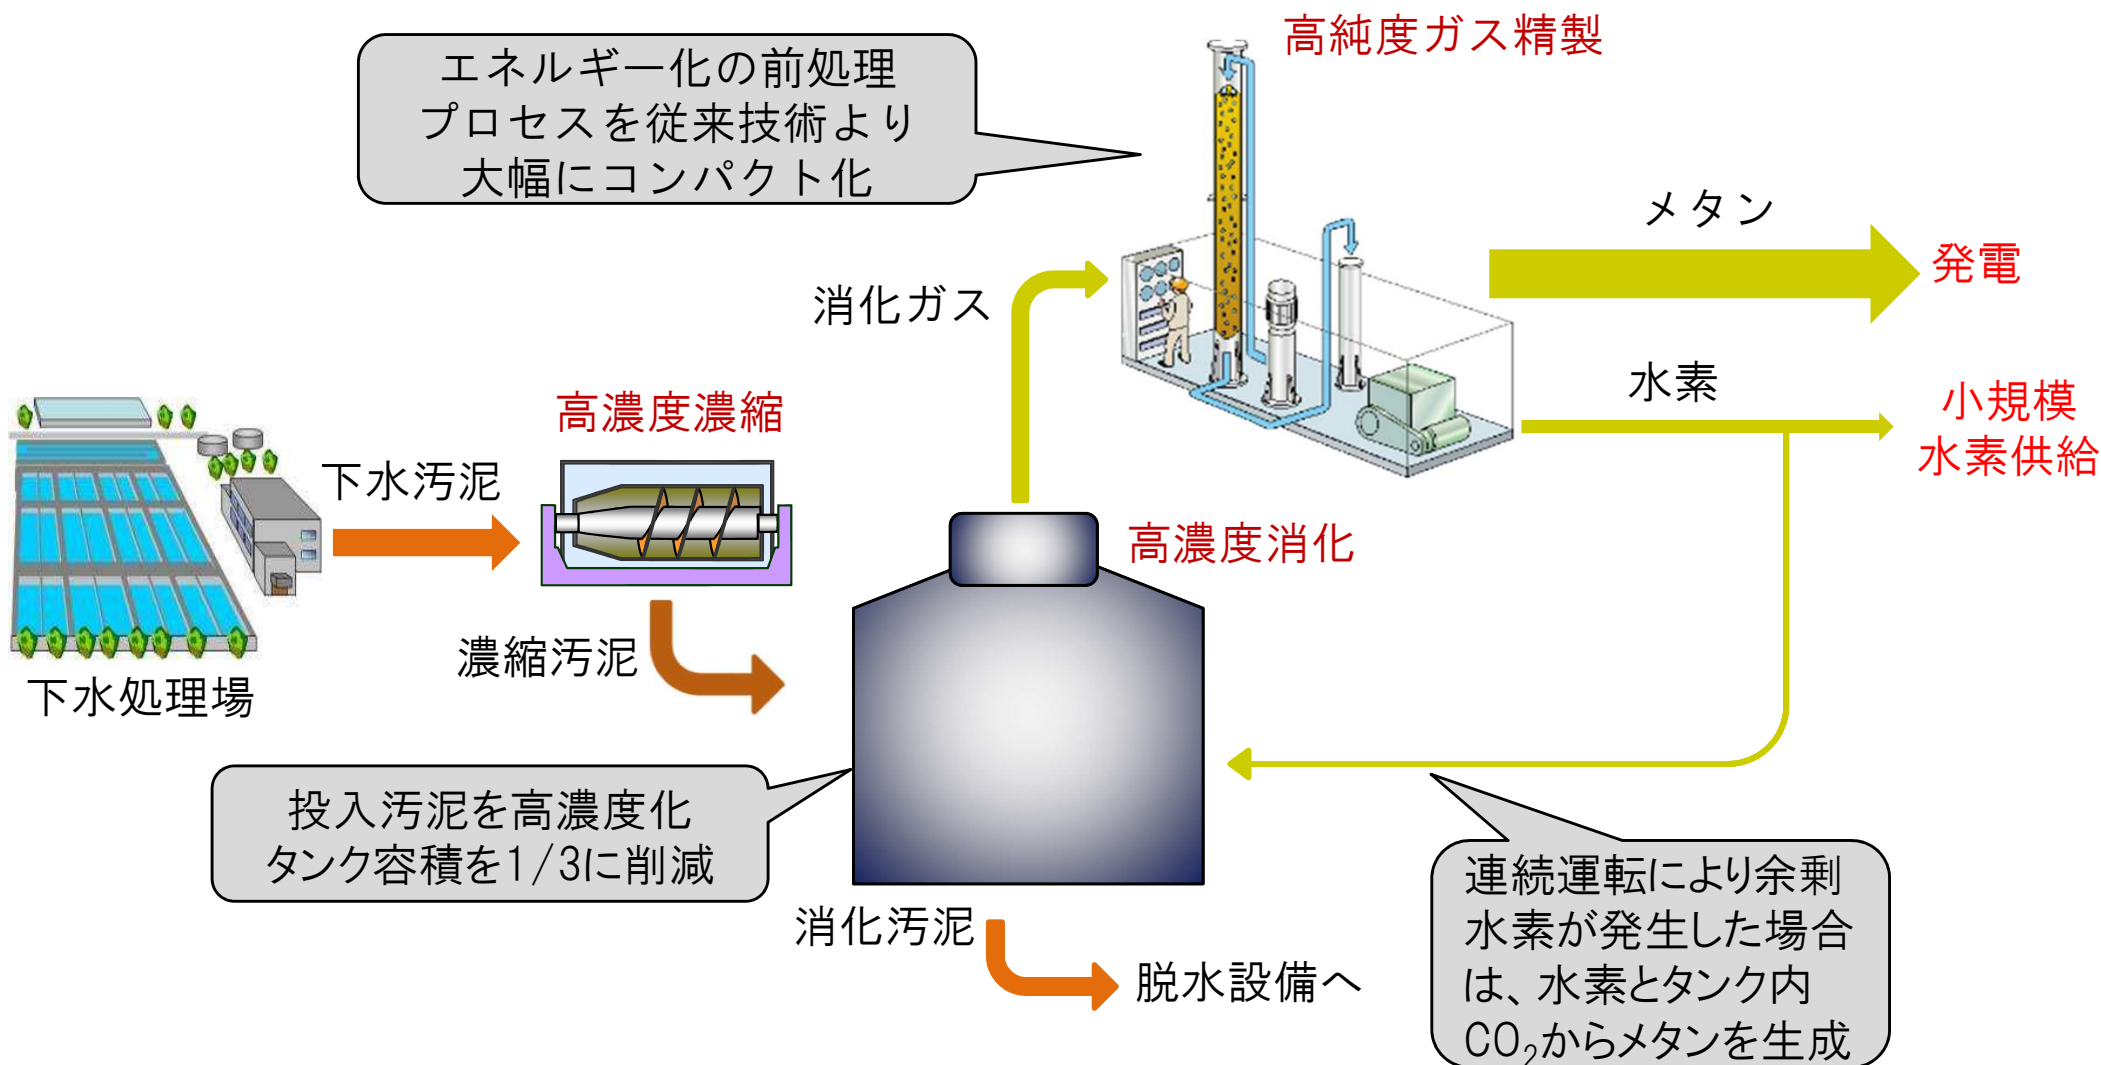 高純度ガス精製
エネルギー化の前処理
プロセスを従来技術より
大幅にコンパクト化
メタン
発電
消化ガス
水素
小規模
水素供給
高濃度濃縮
下水汚泥
高濃度消化
濃縮汚泥
下水処理場
投入汚泥を高濃度化
タンク容積を1/3に削減
連続運転により余剰
水素が発生した場合
は、水素とタンク内
CO₂からメタンを生成
消化汚泥
脱水設備へ